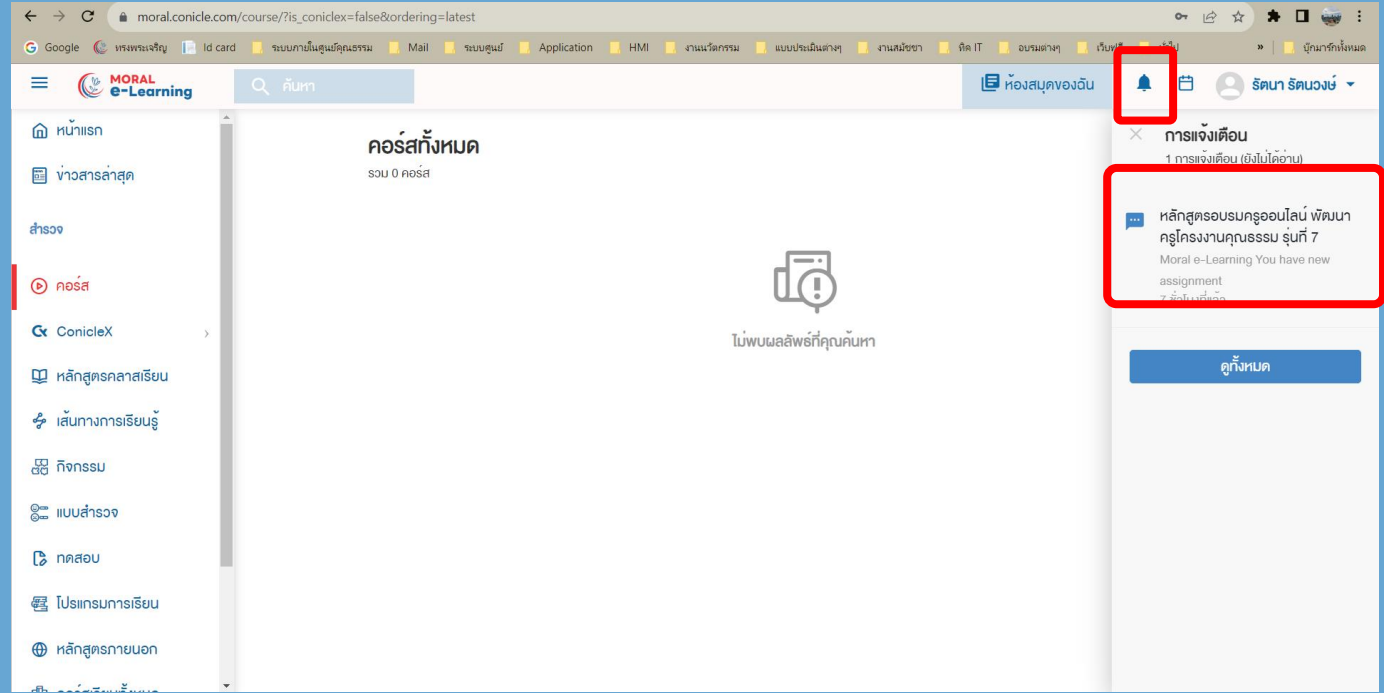 moral.conicle.com/course/?is_coniclex=false&ordering=latest
Google ทรงพระเจริญ Id card ระบบภายในศูนย์คุณธรรม Mail ระบบศูนย์ Application HMI งานนวัตกรรม แบบประเมินต่างๆ งานสมัชชา ทิค IT อบรมต่างๆ » บุ๊กมาร์กทั้งหมด
MORAL
e-Learning
ค้นหา
ห้องสมุดของฉัน
รัตนา รัตนวงษ์
หน้าแรก
ข่าวสารล่าสุด
สำรวจ
คอร์ส
ConicleX
หลักสูตรคลาสเรียน
เส้นทางการเรียนรู้
กิจกรรม
แบบสำรวจ
ทดสอบ
โปรแกรมการเรียน
หลักสูตรภายนอก
คอร์สทั้งหมด
รวม 0 คอร์ส
ไม่พบผลลัพธ์ที่คุณค้นหา
การแจ้งเตือน
1 การแจ้งเตือน (ยังไม่ได้อ่าน)
หลักสูตรอบรมครูออนไลน์ พัฒนา
ครูโครงงานคุณธรรม รุ่นที่ 7
Moral e-Learning You have new
assignment
7 ชั่วโมงที่แล้ว
ดูทั้งหมด